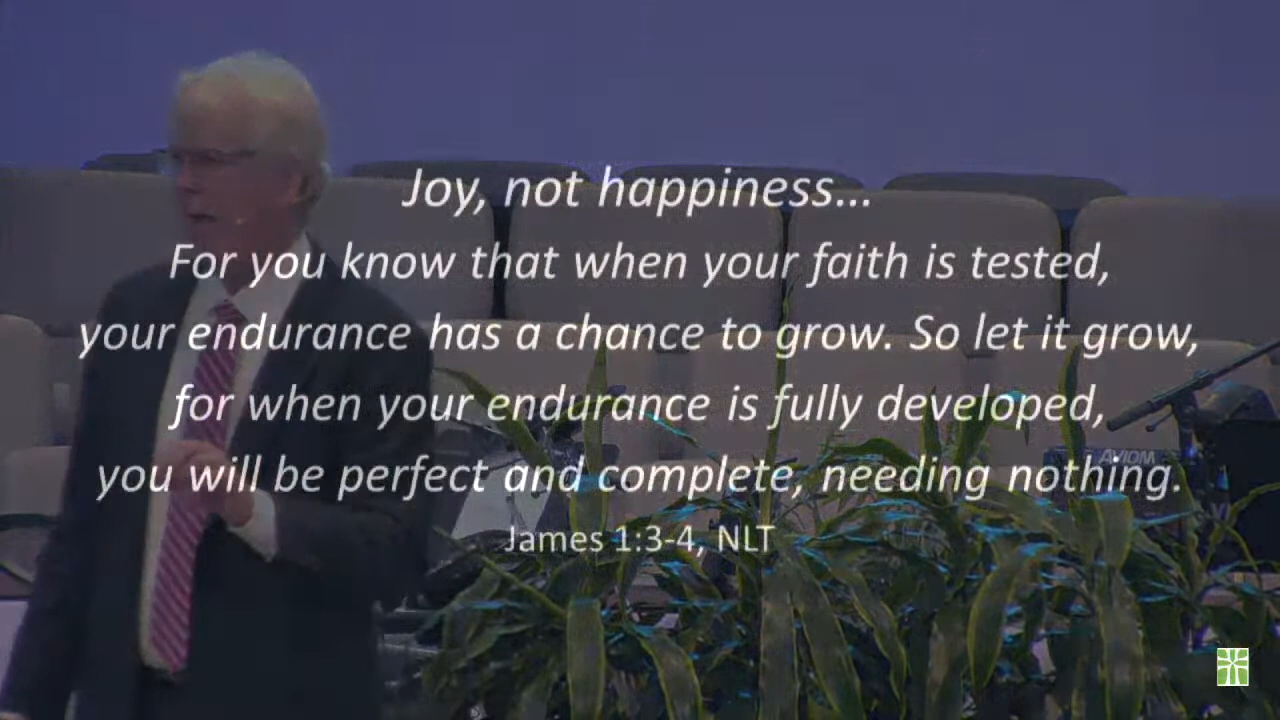 Joy, not happiness...
For you know that when your faith is tested,
your endurance has a chance to grow. So let it grow,
for when your endurance is fully developed,
you will be perfect and complete, needing nothing.
James 1:3-4, NLT
AVIOM